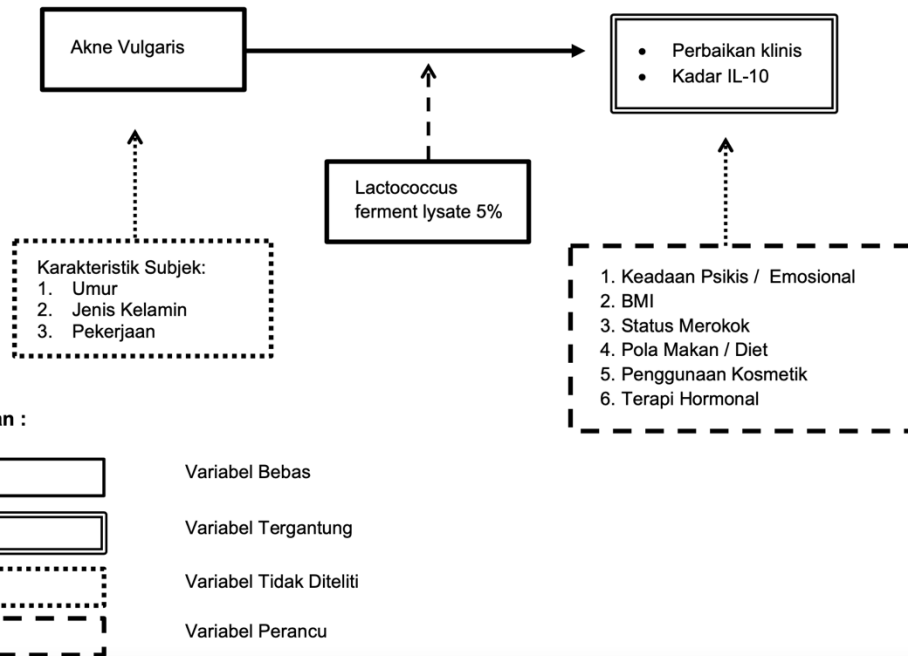 Akne Vulgaris
• Perbaikan klinis
• Kadar IL-10
Lactococcus
ferment lysate 5%
Karakteristik Subjek:
1. Umur
2. Jenis Kelamin
3. Pekerjaan
1. Keadaan Psikis / Emosional
2. BMI
3. Status Merokok
4. Pola Makan / Diet
5. Penggunaan Kosmetik
6. Terapi Hormonal
an :
Variabel Bebas
Variabel Tergantung
Variabel Tidak Diteliti
Variabel Perancu